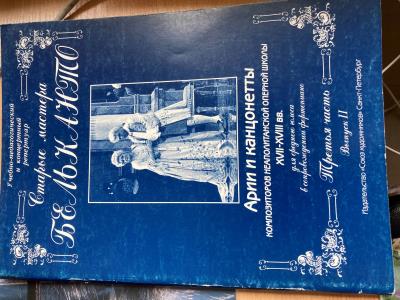 Учебно-педагогический
и концертный
репертуар
Старые мастера
БЕЛЬКАНТО
Арии и канцонетты
КОМПОЗИТОРОВ НЕАПОЛИТАНСКОЙ ОПЕРНОЙ ШКОЛЫ
XVII-XVIII ВВ.
для среднего голоса
в сопровождении фортепиано
Третья часть
Выпуск II
Издательство «Союз художников» Санкт-Петербург